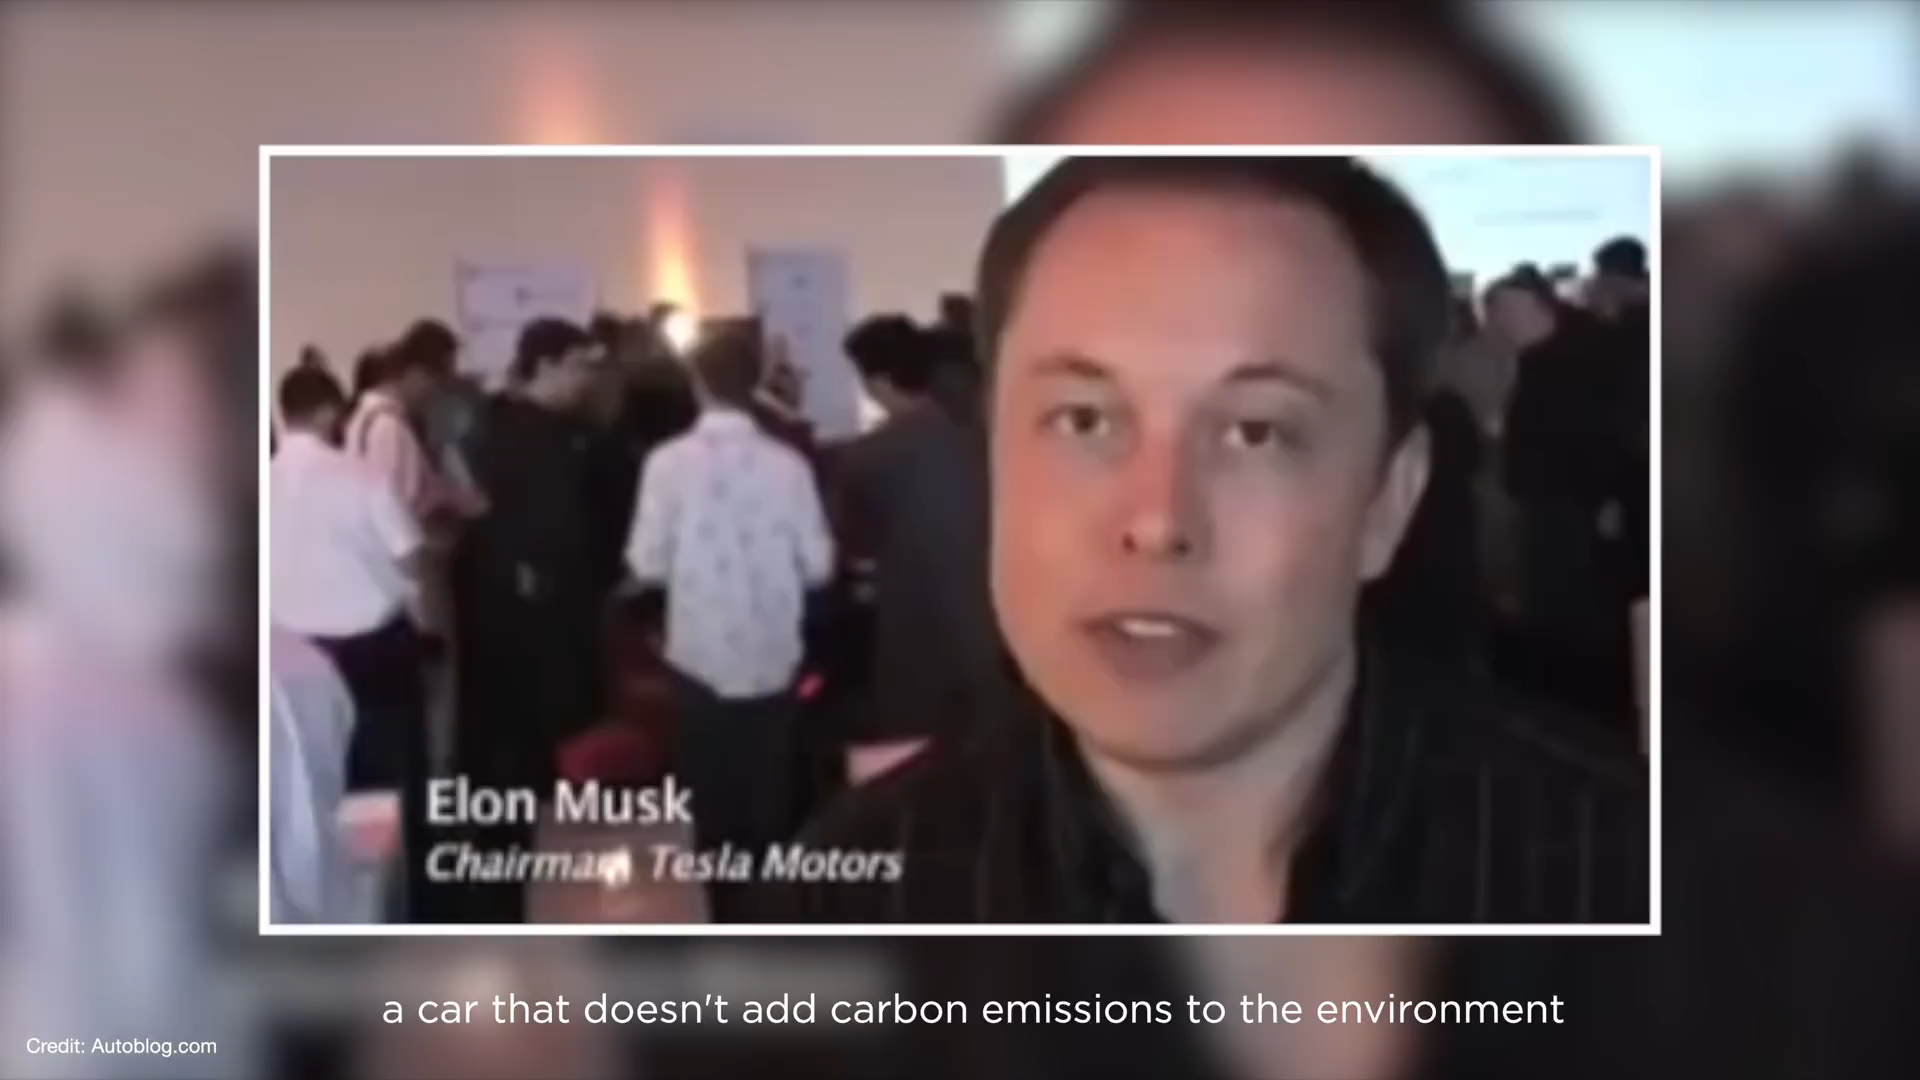 Elon Musk
Chairman, Tesla Motors
a car that doesn't add carbon emissions to the environment
Credit: Autoblog.com